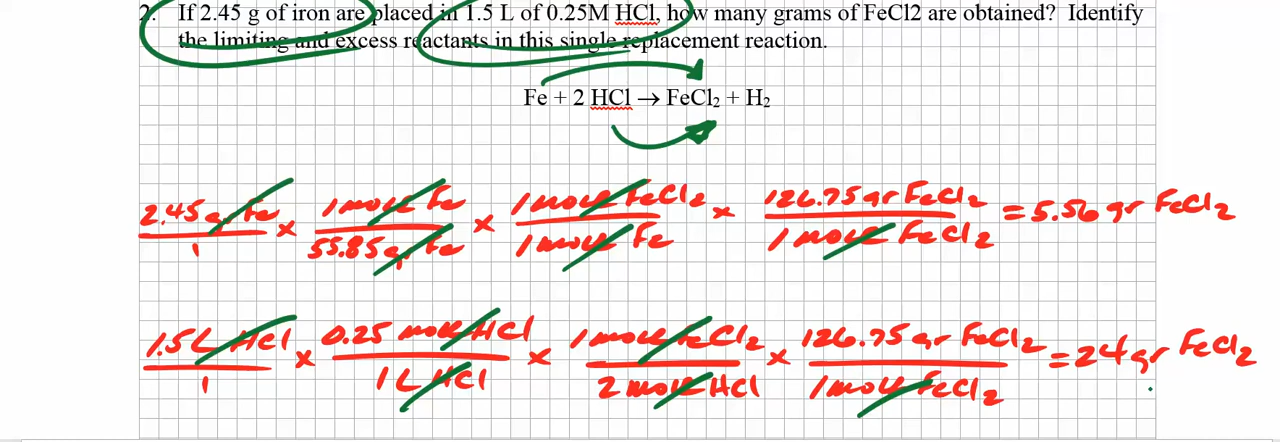 2. If 2.45 g of iron are placed in 1.5 L of 0.25M HCl, how many grams of FeCl2 are obtained? Identify
the limiting and excess reactants in this single replacement reaction.
Fe + 2 HCl → FeCl₂ + H₂
2.45 gr Fe / 1 × 1 mole Fe / 55.85 gr Fe × 1 mole FeCl₂ / 1 mole Fe × 126.75 gr FeCl₂ / 1 mole FeCl₂ = 5.56 gr FeCl₂
1.5 L HCl / 1 × 0.25 mole HCl / 1 L HCl × 1 mole FeCl₂ / 2 mole HCl × 126.75 gr FeCl₂ / 1 mole FeCl₂ = 24 gr FeCl₂